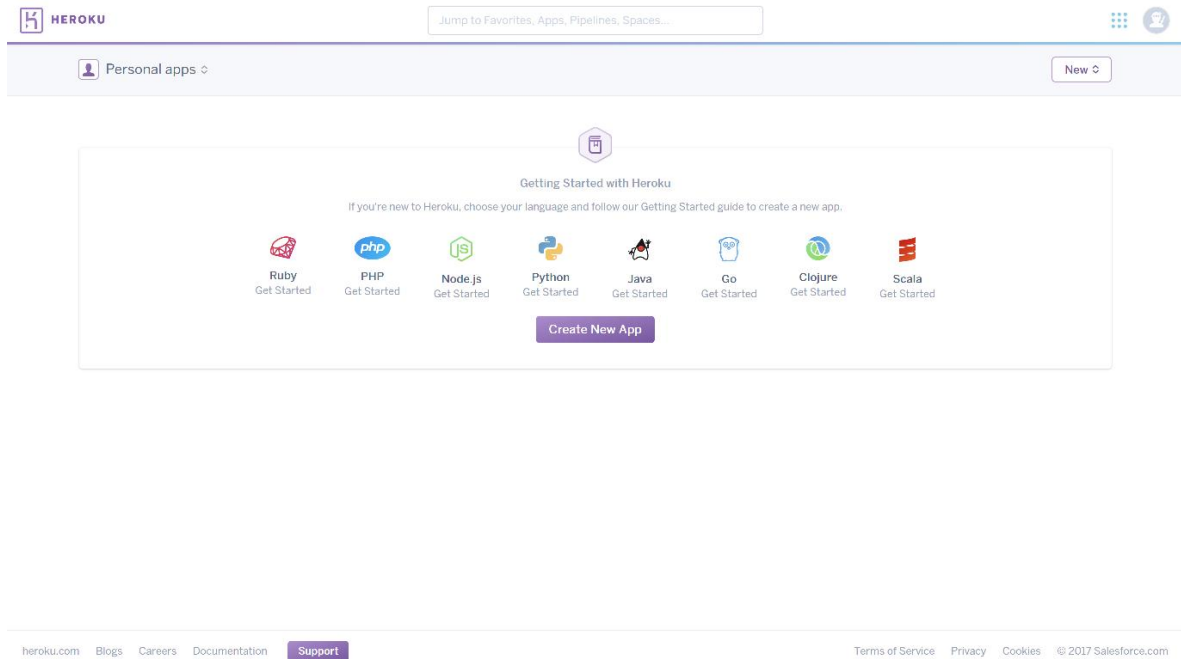 HEROKU
Jump to Favorites, Apps, Pipelines, Spaces...
Personal apps
New
Getting Started with Heroku
If you're new to Heroku, choose your language and follow our Getting Started guide to create a new app.
php
JS
Ruby PHP Node.js Python Java Go Clojure Scala
Get Started Get Started Get Started Get Started Get Started Get Started Get Started Get Started
Create New App
heroku.com Blogs Careers Documentation Support Terms of Service Privacy Cookies © 2017 Salesforce.com